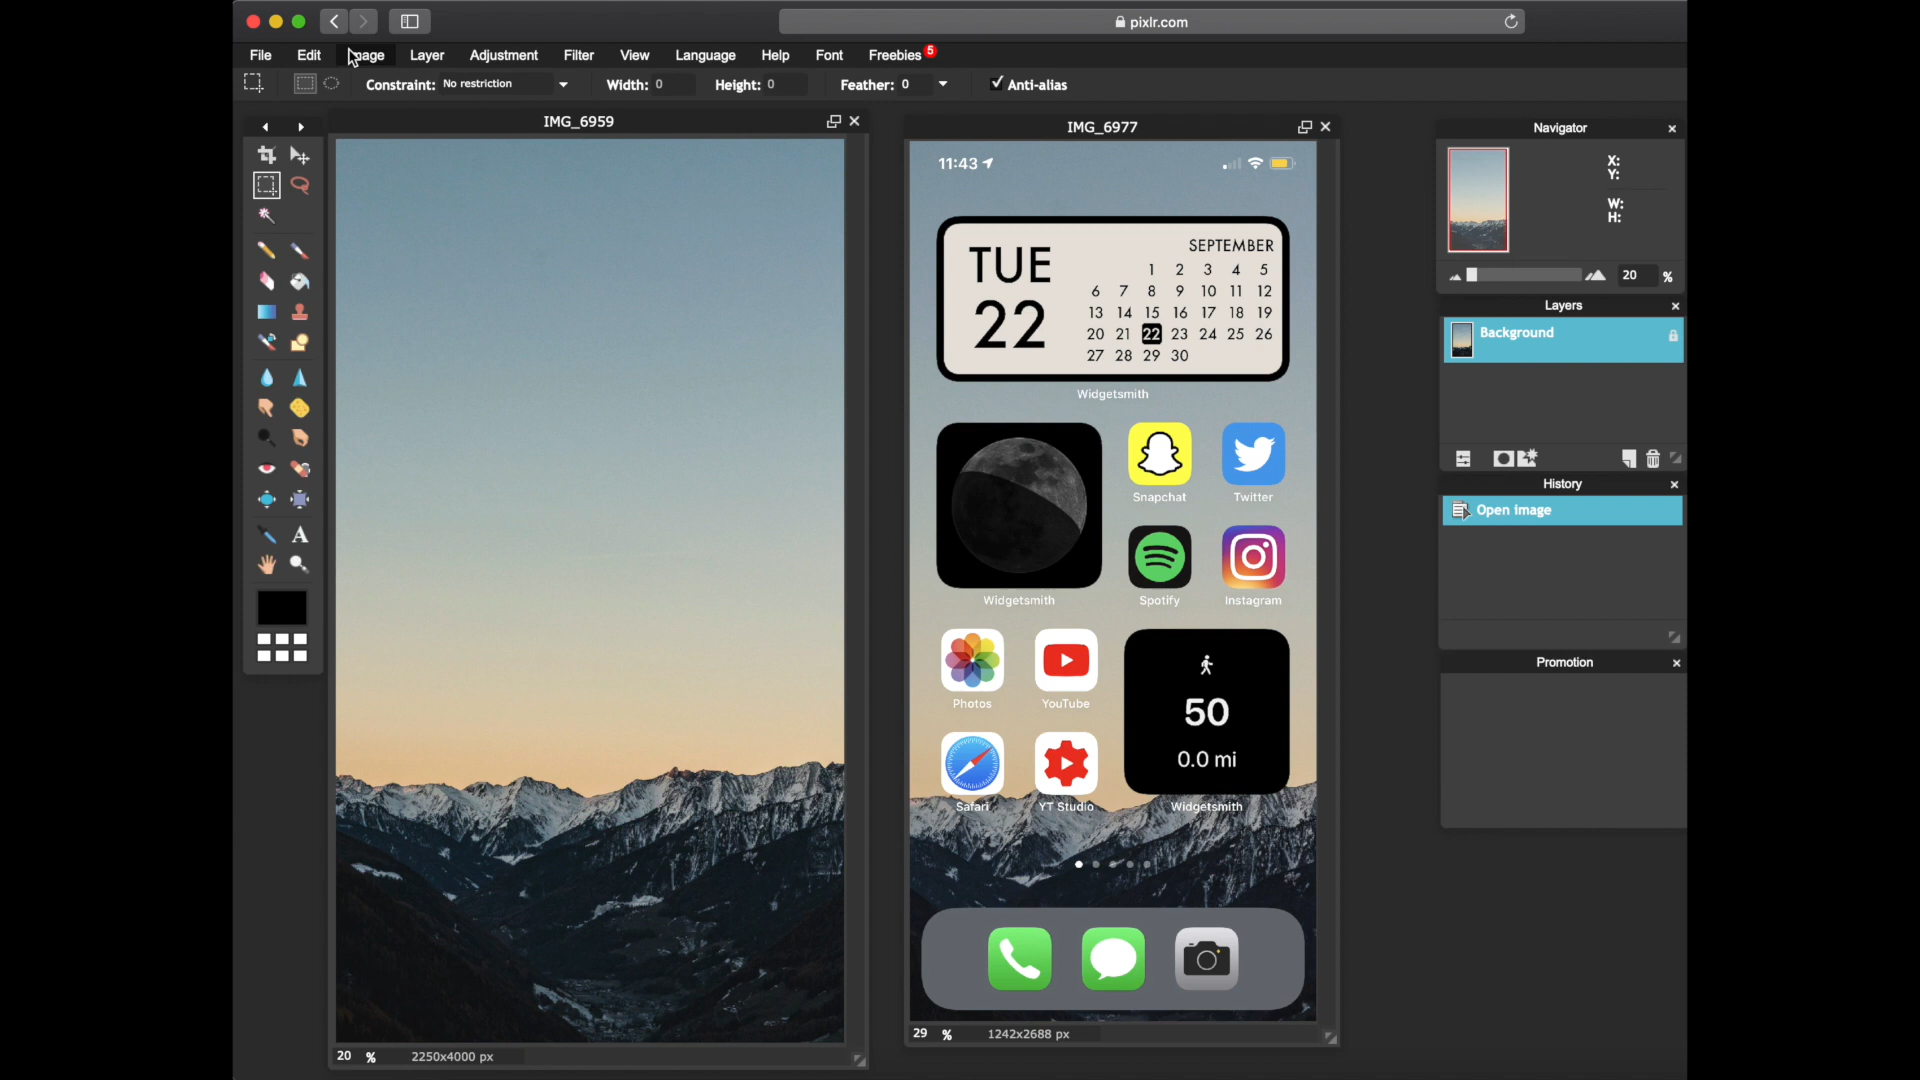 pixlr.com
File Edit Image Layer Adjustment Filter View Language Help Font Freebies 5
Constraint: No restriction Width: 0 Height: 0 Feather: 0 Anti-alias
IMG_6959
IMG_6977
Navigator
11:43
X:
Y:
W:
H:
20 %
TUE
22
SEPTEMBER
1 2 3 4 5
6 7 8 9 10 11 12
13 14 15 16 17 18 19
20 21 22 23 24 25 26
27 28 29 30
Widgetsmith
Layers
Background
Snapchat Twitter
History
Open image
Widgetsmith Spotify Instagram
Photos YouTube
50
0.0 mi
Promotion
Safari YT Studio Widgetsmith
A
29 % 1242x2688 px
20 % 2250x4000 px